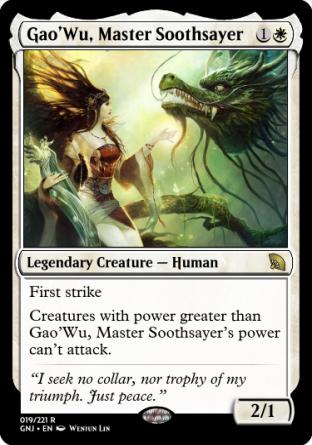 Gao'Wu, Master Soothsayer 1
Legendary Creature — Human
First strike
Creatures with power greater than
Gao'Wu, Master Soothsayer's power
can't attack.
"I seek no collar, nor trophy of my
triumph. Just peace."
2/1
019/221 R
GNJ • EN Wenjun Lin